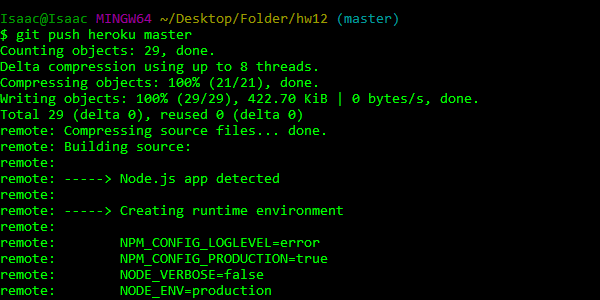 Isaac@Isaac MINGW64 ~/Desktop/Folder/hw12 (master)
$ git push heroku master
Counting objects: 29, done.
Delta compression using up to 8 threads.
Compressing objects: 100% (21/21), done.
Writing objects: 100% (29/29), 422.70 KiB | 0 bytes/s, done.
Total 29 (delta 0), reused 0 (delta 0)
remote: Compressing source files... done.
remote: Building source:
remote:
remote: -----> Node.js app detected
remote:
remote: -----> Creating runtime environment
remote:
remote:        NPM_CONFIG_LOGLEVEL=error
remote:        NPM_CONFIG_PRODUCTION=true
remote:        NODE_VERBOSE=false
remote:        NODE_ENV=production